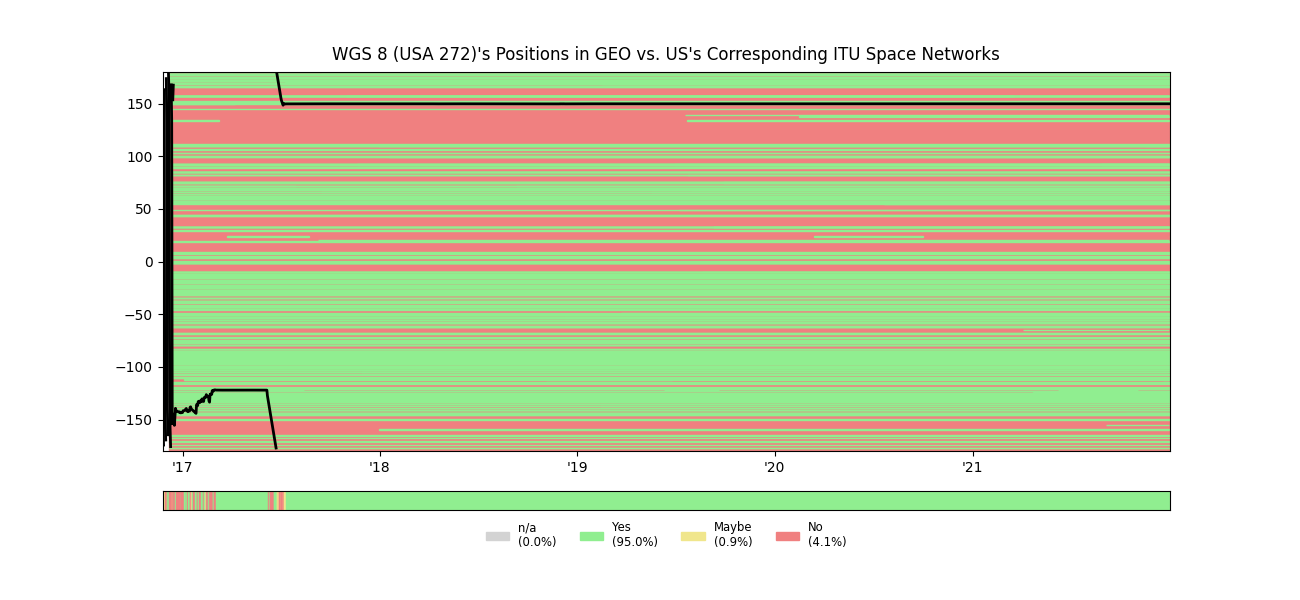 WGS 8 (USA 272)'s Positions in GEO vs. US's Corresponding ITU Space Networks
150
100
50
0
−50
−100
−150
'17 '18 '19 '20 '21
n/a Yes Maybe No
(0.0%) (95.0%) (0.9%) (4.1%)